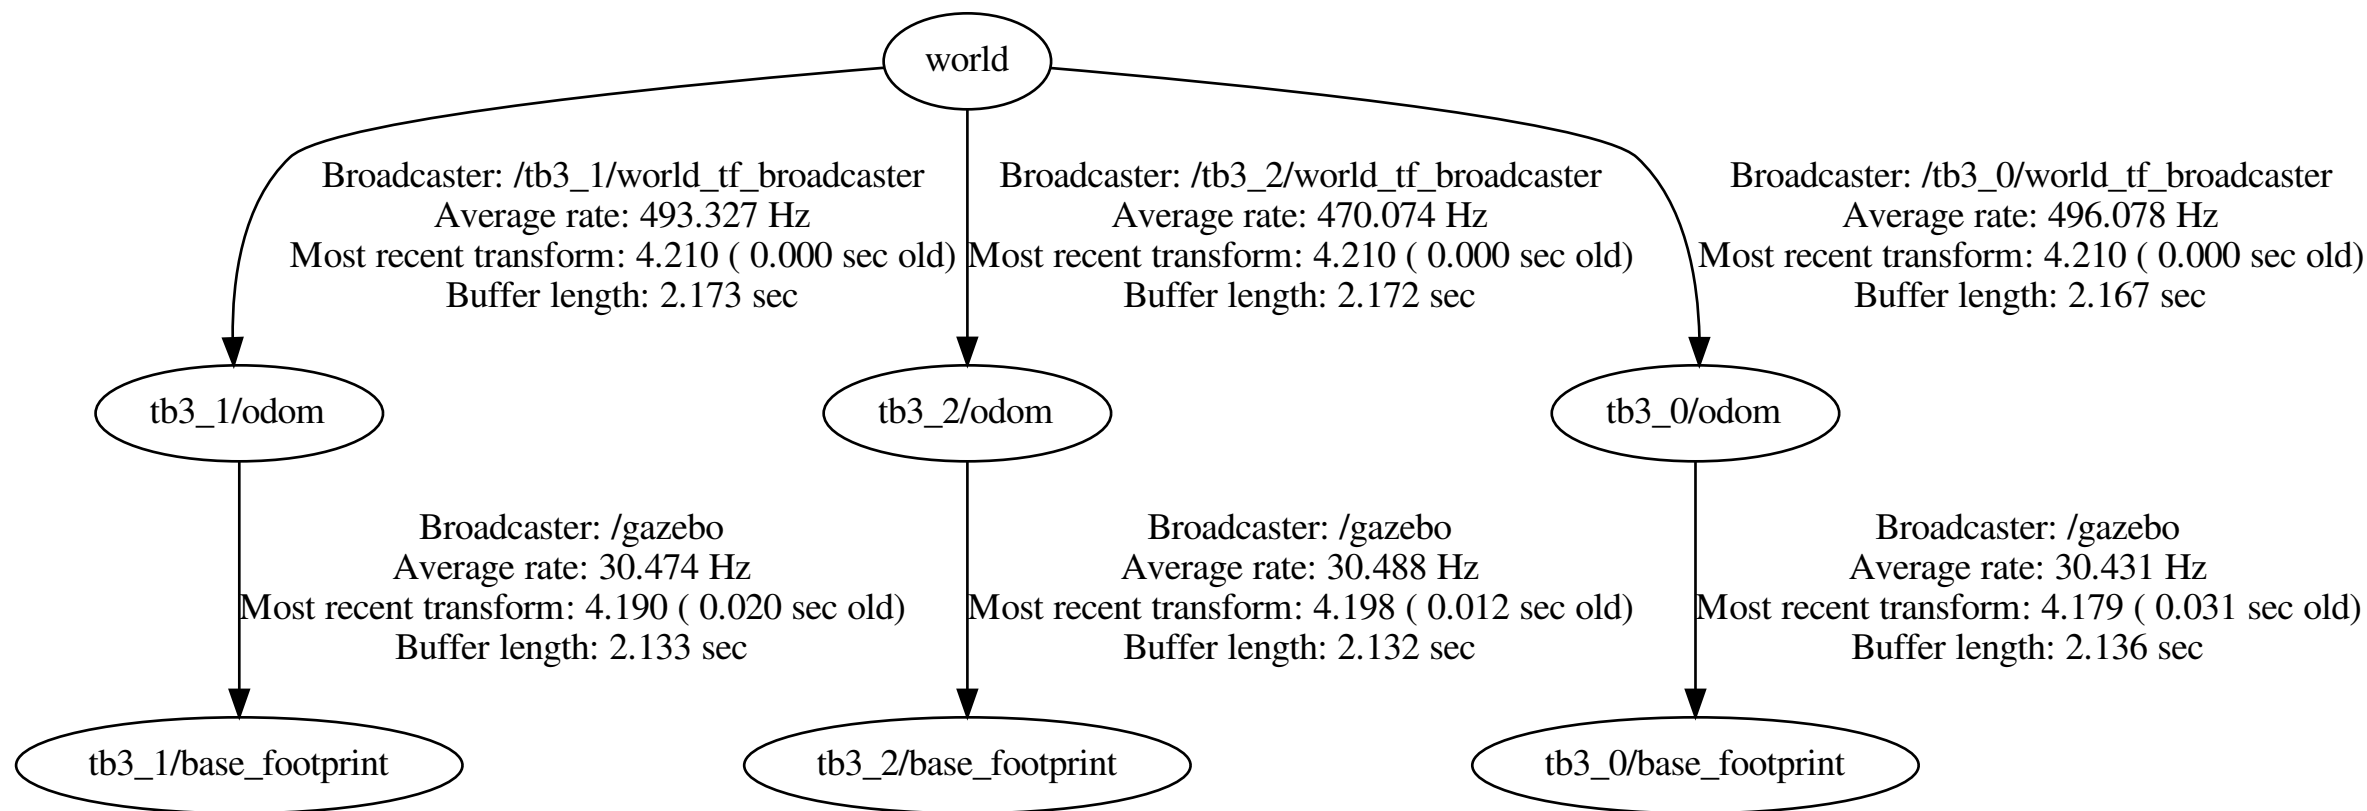 world
Broadcaster: /tb3_1/world_tf_broadcaster
Average rate: 493.327 Hz
Most recent transform: 4.210 ( 0.000 sec old)
Buffer length: 2.173 sec
Broadcaster: /tb3_2/world_tf_broadcaster
Average rate: 470.074 Hz
Most recent transform: 4.210 ( 0.000 sec old)
Buffer length: 2.172 sec
Broadcaster: /tb3_0/world_tf_broadcaster
Average rate: 496.078 Hz
Most recent transform: 4.210 ( 0.000 sec old)
Buffer length: 2.167 sec
tb3_1/odom
tb3_2/odom
tb3_0/odom
Broadcaster: /gazebo
Average rate: 30.474 Hz
Most recent transform: 4.190 ( 0.020 sec old)
Buffer length: 2.133 sec
Broadcaster: /gazebo
Average rate: 30.488 Hz
Most recent transform: 4.198 ( 0.012 sec old)
Buffer length: 2.132 sec
Broadcaster: /gazebo
Average rate: 30.431 Hz
Most recent transform: 4.179 ( 0.031 sec old)
Buffer length: 2.136 sec
tb3_1/base_footprint
tb3_2/base_footprint
tb3_0/base_footprint